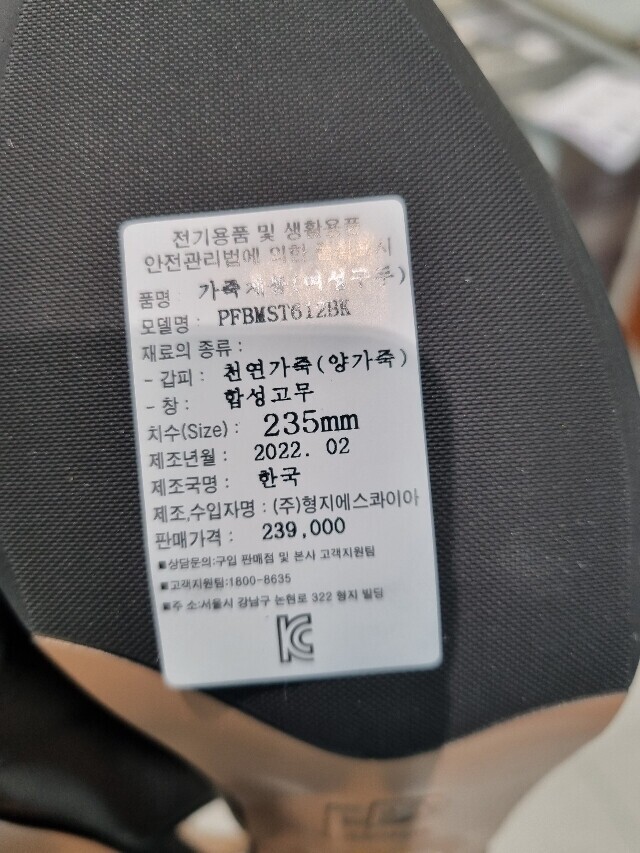 전기용품 및 생활용품
안전관리법에 의한
품명 : 가죽제품(여성구두)
모델명 : PFBMST612BK
재료의 종류 :
- 갑피 : 천연가죽(양가죽)
- 창 : 합성고무
치수(Size) : 235mm
제조년월 : 2022. 02
제조국명 : 한국
제조,수입자명 : (주)형지에스콰이아
판매가격 : 239,000
■상담문의:구입 판매점 및 본사 고객지원팀
■고객지원팀:1800-8635
■주 소:서울시 강남구 논현로 322 형지 빌딩
KC